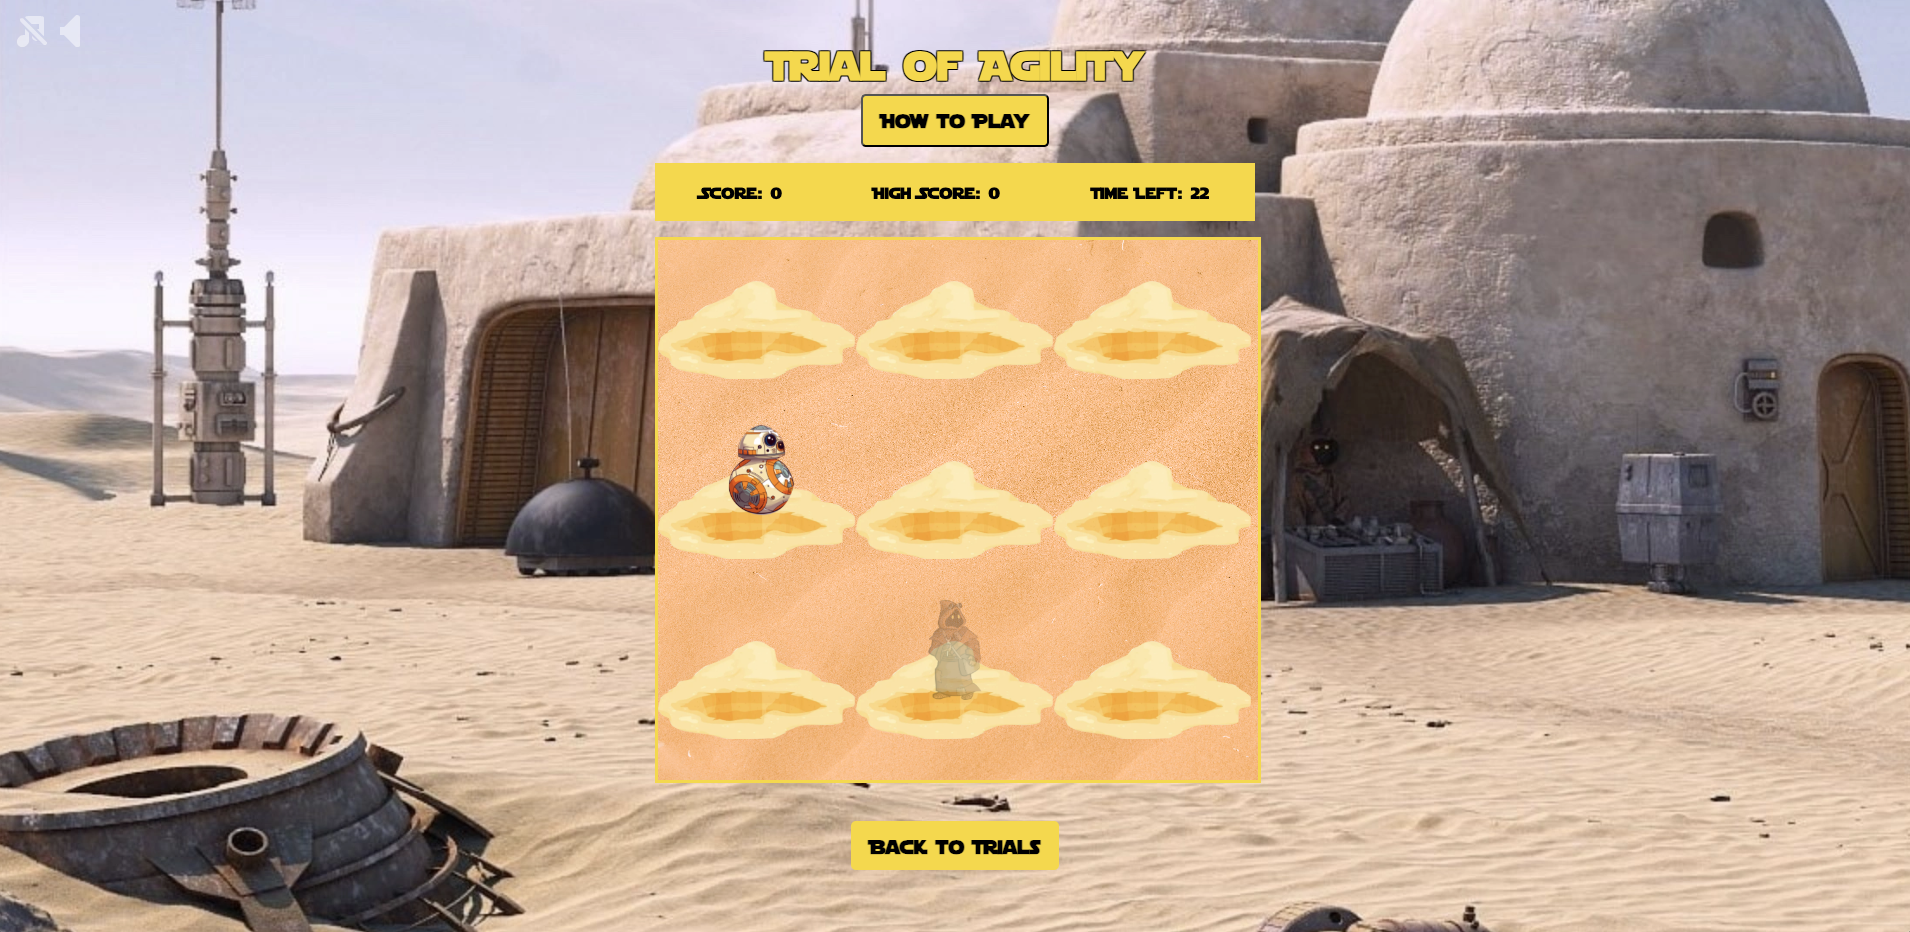 Trial of Agility
How to Play
Score: 0
High Score: 0
Time Left: 22
Back to Trials